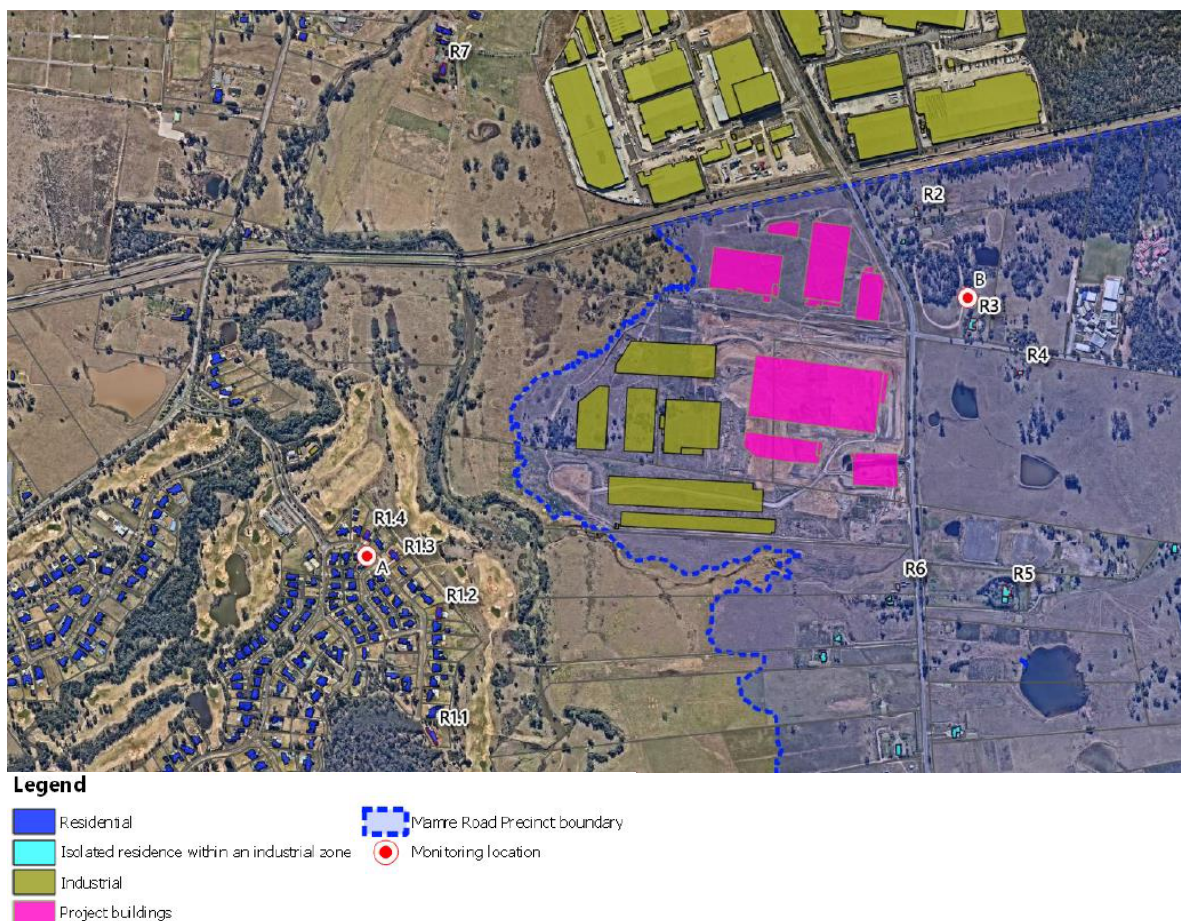 R7
R2
B
R3
R4
R1.4
R1.3
A
R6
R5
R1.2
R1.1
Legend
Residential
Mamre Road Precinct boundary
Isolated residence within an industrial zone
Monitoring location
Industrial
Project buildings